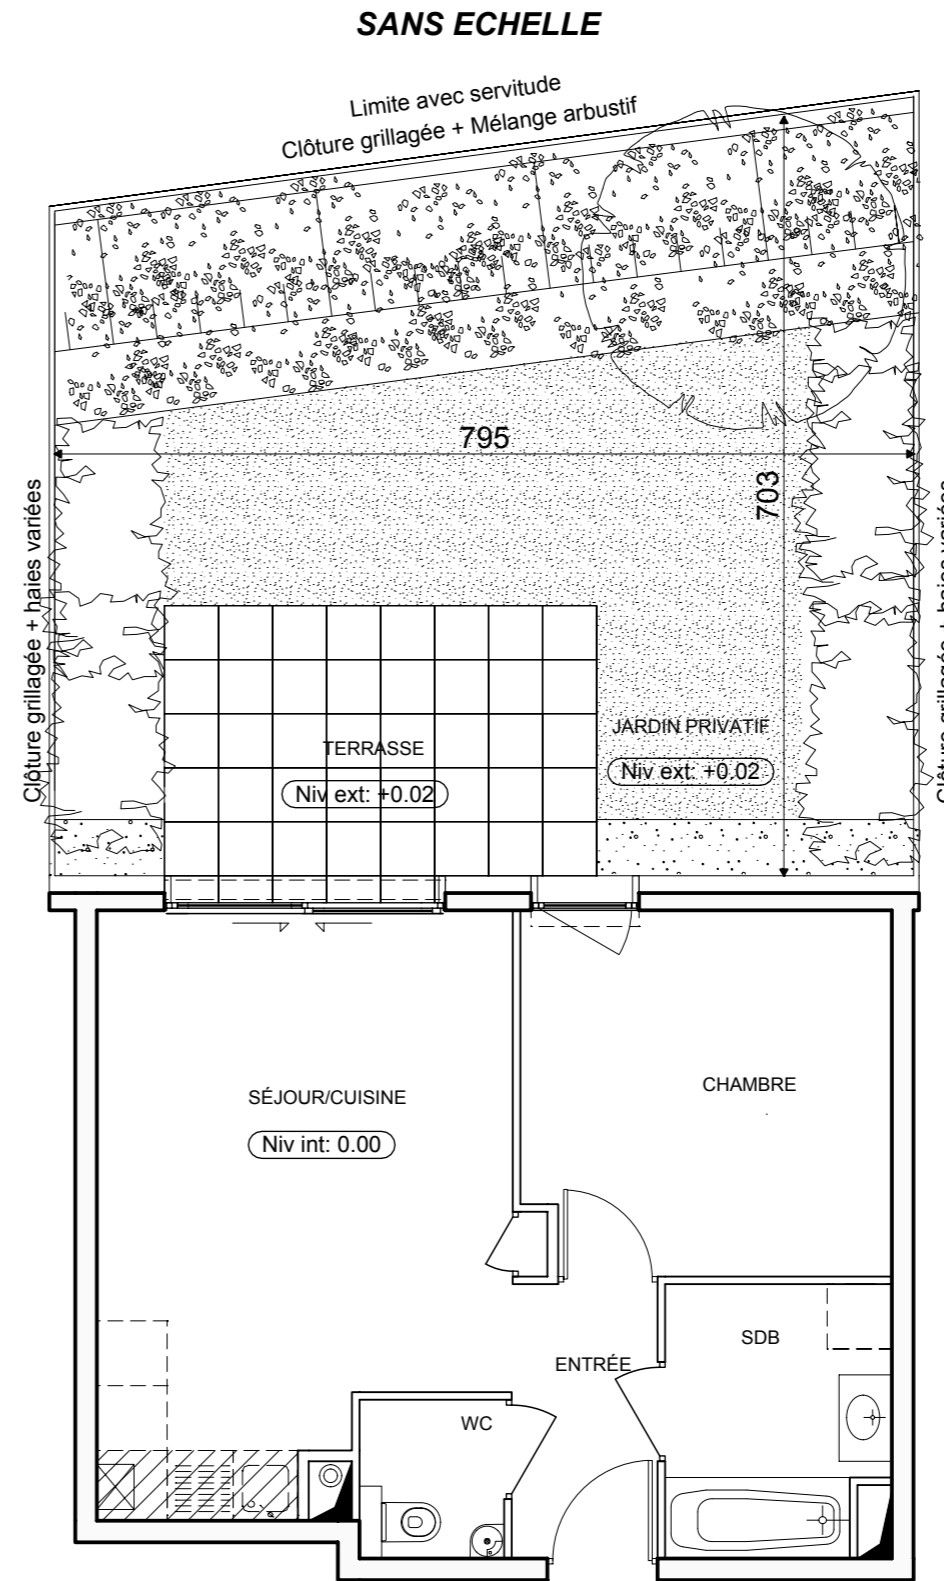 SANS ECHELLE
Limite avec servitude
Clôture grillagée + Mélange arbustif
795
703
Clôture grillagée + haies variées
Clôture grillagée + haies variées
JARDIN PRIVATIF
Niv ext: +0.02
TERRASSE
Niv ext: +0.02
CHAMBRE
SÉJOUR/CUISINE
Niv int: 0.00
SDB
ENTRÉE
WC